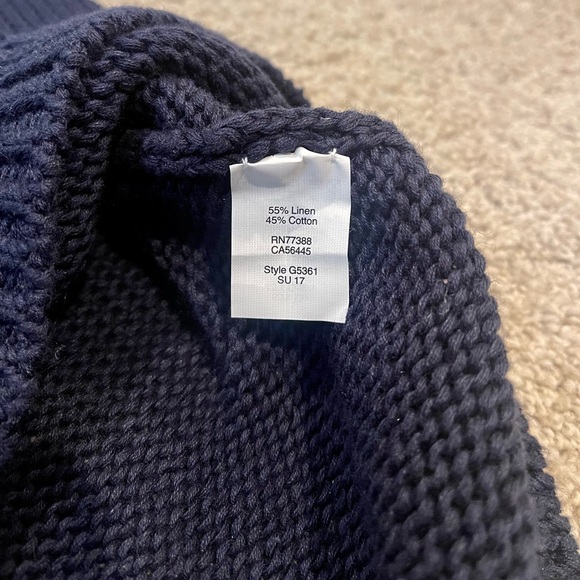 55% Linen
45% Cotton
RN77388
CA56445
Style G5361
SU 17